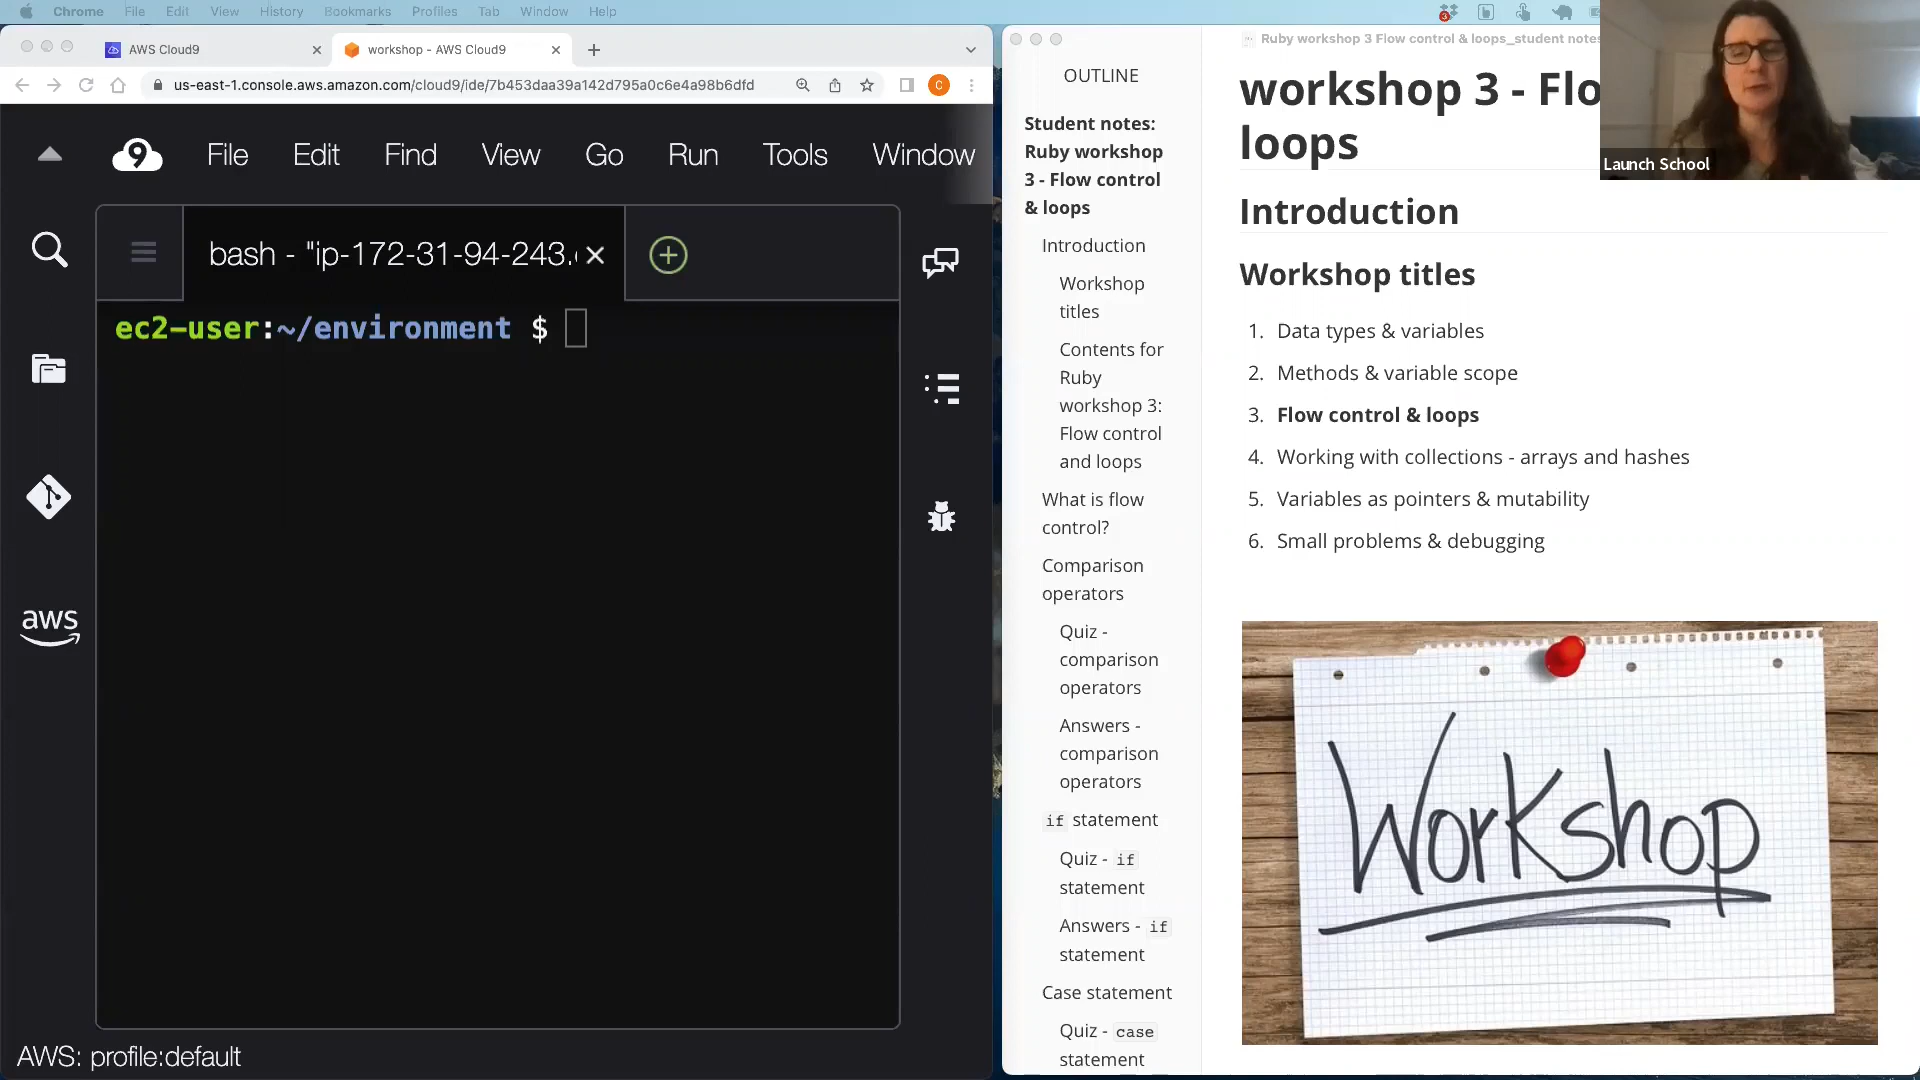 Chrome File Edit View History Bookmarks Profiles Tab Window Help
3
AWS Cloud9
workshop - AWS Cloud9
us-east-1.console.aws.amazon.com/cloud9/ide/7b453daa39a142d795a0c6e4a98b6dfd
C
9 File Edit Find View Go Run Tools Window
bash - "ip-172-31-94-243.
ec2-user:~/environment $
aws
AWS: profile:default
Ruby workshop 3 Flow control & loops_student notes
OUTLINE
Student notes:
Ruby workshop
3 - Flow control
& loops
Introduction
Workshop
titles
Contents for
Ruby
workshop 3:
Flow control
and loops
What is flow
control?
Comparison
operators
Quiz -
comparison
operators
Answers -
comparison
operators
if statement
Quiz - if
statement
Answers - if
statement
Case statement
Quiz - case
statement
workshop 3 - Flo
loops
Introduction
Workshop titles
1. Data types & variables
2. Methods & variable scope
3. Flow control & loops
4. Working with collections - arrays and hashes
5. Variables as pointers & mutability
6. Small problems & debugging
Workshop
Launch School